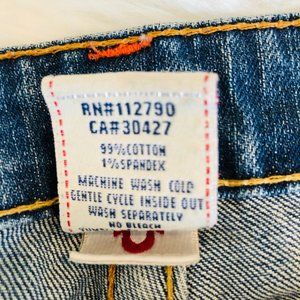 RN#112790
CA#30427
99%COTTON
1%SPANDEX
MACHINE WASH COLD
GENTLE CYCLE INSIDE OUT
WASH SEPARATELY
NO BLEACH